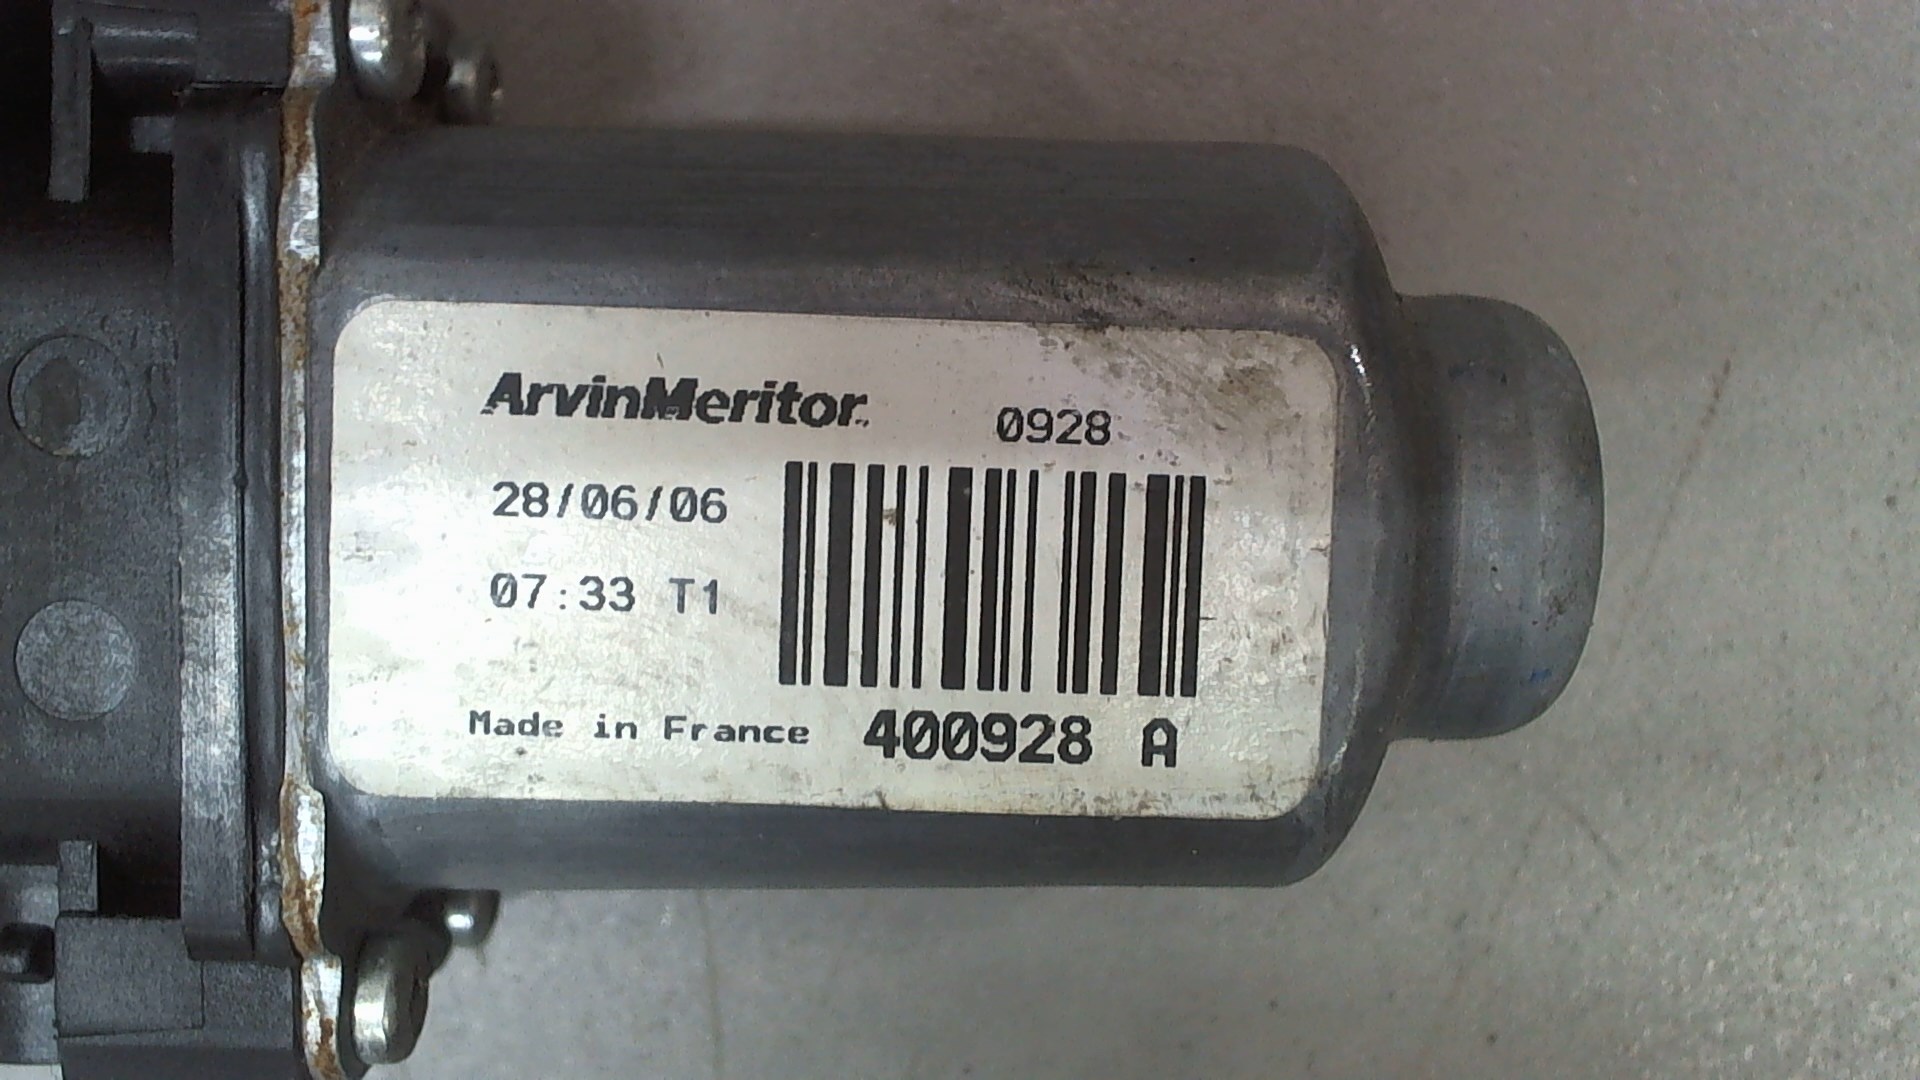 ArvinMeritor
0928
28/06/06
07:33 T1
Made in France 400928 A